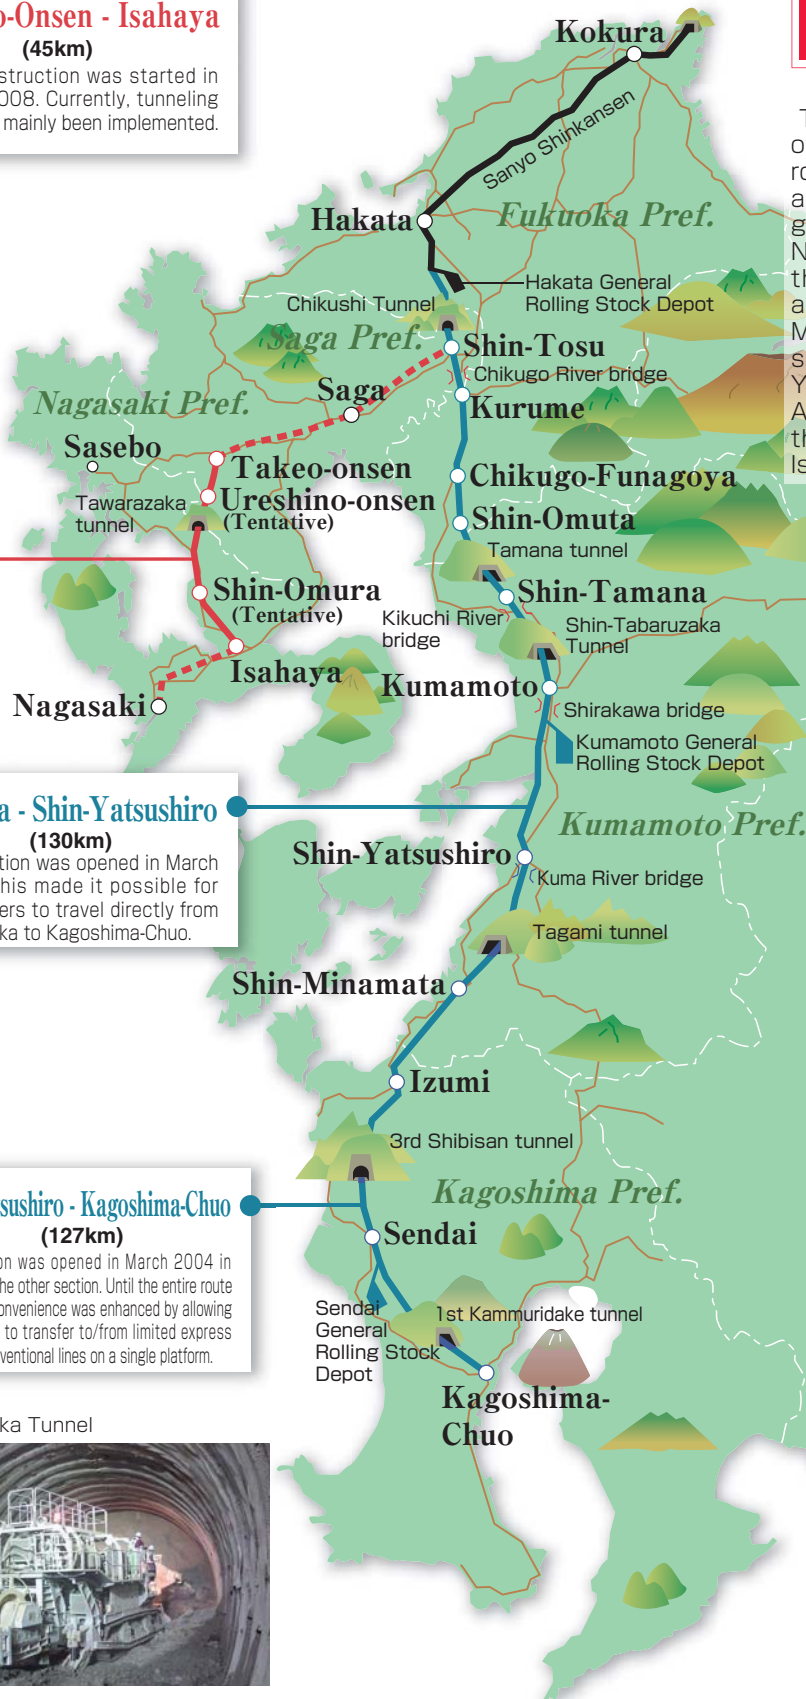 o-Onsen - Isahaya
(45km)
struction was started in
008. Currently, tunneling
mainly been implemented.
Kokura
Sanyo Shinkansen
Hakata
Fukuoka Pref.
Hakata General
Rolling Stock Depot
Chikushi Tunnel
Saga Pref.
Shin-Tosu
Chikugo River bridge
Saga
Kurume
Nagasaki Pref.
Sasebo
Takeo-onsen
Chikugo-Funagoya
Ureshino-onsen
(Tentative)
Tawarazaka
tunnel
Shin-Omuta
Tamana tunnel
Shin-Omura
(Tentative)
Shin-Tamana
Kikuchi River
bridge
Shin-Tabaruzaka
Tunnel
Isahaya
Kumamoto
Nagasaki
Shirakawa bridge
Kumamoto General
Rolling Stock Depot
a - Shin-Yatsushiro
(130km)
tion was opened in March
his made it possible for
ers to travel directly from
ka to Kagoshima-Chuo.
Kumamoto Pref.
Shin-Yatsushiro
Kuma River bridge
Tagami tunnel
Shin-Minamata
Izumi
3rd Shibisan tunnel
Kagoshima Pref.
sushiro - Kagoshima-Chuo
(127km)
on was opened in March 2004 in
he other section. Until the entire route
onvenience was enhanced by allowing
to transfer to/from limited express
ventional lines on a single platform.
Sendai
Sendai
General
Rolling Stock
Depot
1st Kammuridake tunnel
Kagoshima-
Chuo
ka Tunnel
T
o
ro
a
g
N
th
a
M
s
Y
A
th
Is